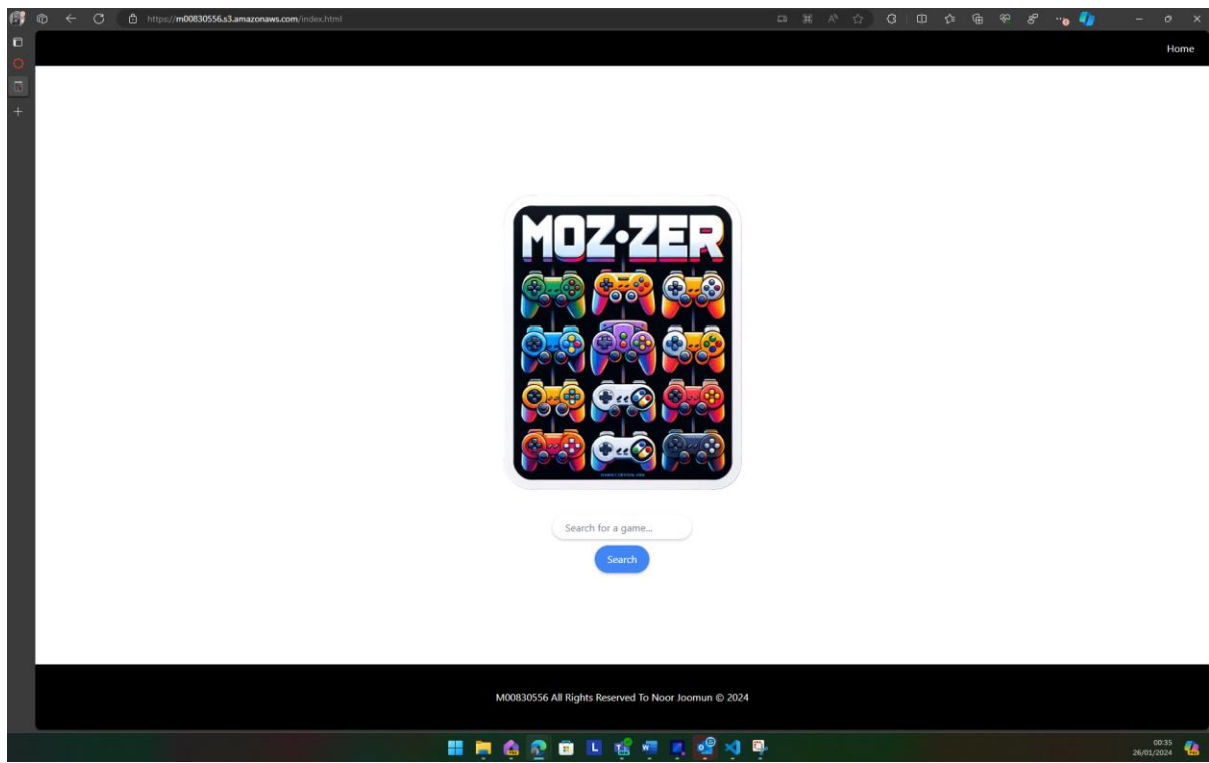 https://m00830556.s3.amazonaws.com/index.html
Home
MOZ•ZER
Search for a game...
Search
M00830556 All Rights Reserved To Noor Joomun © 2024
00:35
26/01/2024